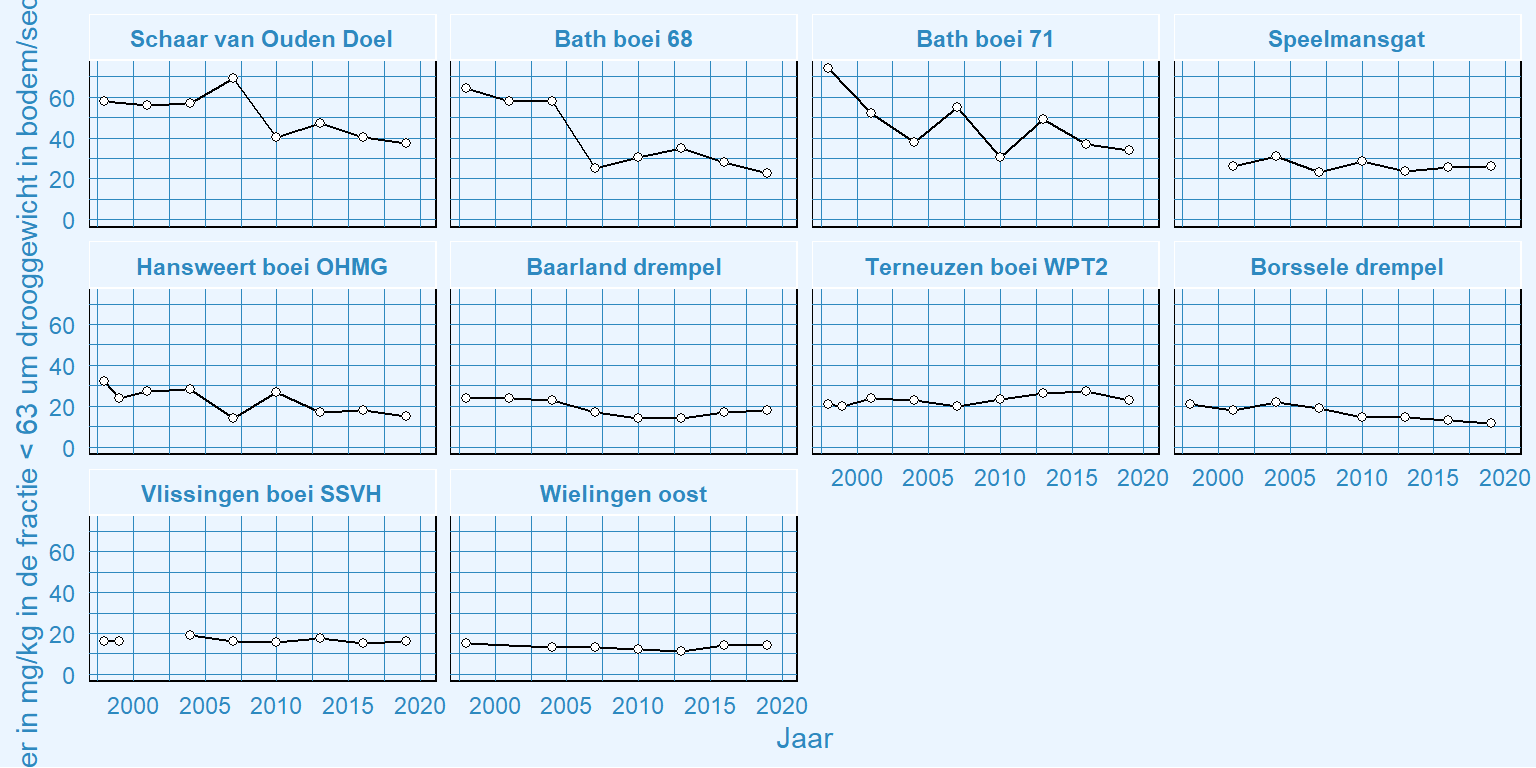 Schaar van Ouden Doel
Bath boei 68
Bath boei 71
Speelmansgat
60
40
20
0
Hansweert boei OHMG
Baarland drempel
Terneuzen boei WPT2
Borssele drempel
60
40
20
0
2000 2005 2010 2015 2020
2000 2005 2010 2015 2020
Vlissingen boei SSVH
Wielingen oost
60
40
20
0
2000 2005 2010 2015 2020
2000 2005 2010 2015 2020
Jaar
er in mg/kg in de fractie < 63 um drooggewicht in bodem/sed